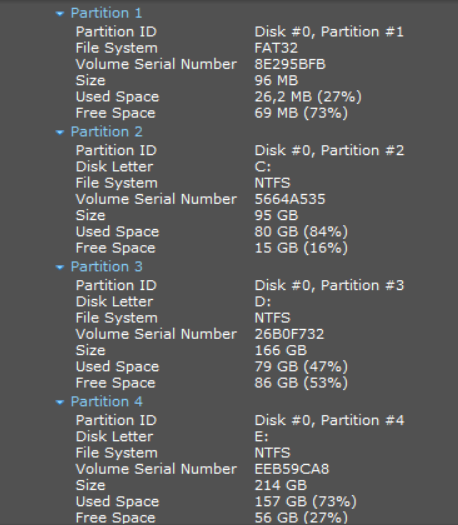 Partition 1
Partition ID Disk #0, Partition #1
File System FAT32
Volume Serial Number 8E295BFB
Size 96 MB
Used Space 26,2 MB (27%)
Free Space 69 MB (73%)
Partition 2
Partition ID Disk #0, Partition #2
Disk Letter C:
File System NTFS
Volume Serial Number 5664A535
Size 95 GB
Used Space 80 GB (84%)
Free Space 15 GB (16%)
Partition 3
Partition ID Disk #0, Partition #3
Disk Letter D:
File System NTFS
Volume Serial Number 26B0F732
Size 166 GB
Used Space 79 GB (47%)
Free Space 86 GB (53%)
Partition 4
Partition ID Disk #0, Partition #4
Disk Letter E:
File System NTFS
Volume Serial Number EEB59CA8
Size 214 GB
Used Space 157 GB (73%)
Free Space 56 GB (27%)